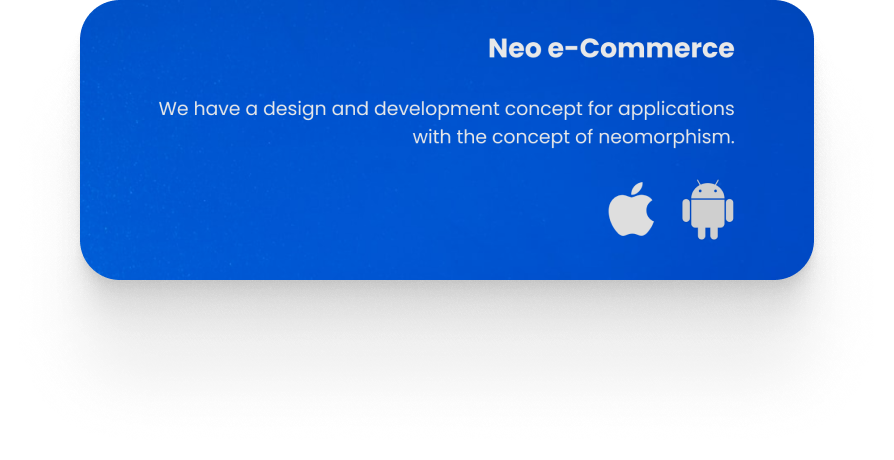 Neo e-Commerce
We have a design and development concept for applications
with the concept of neomorphism.